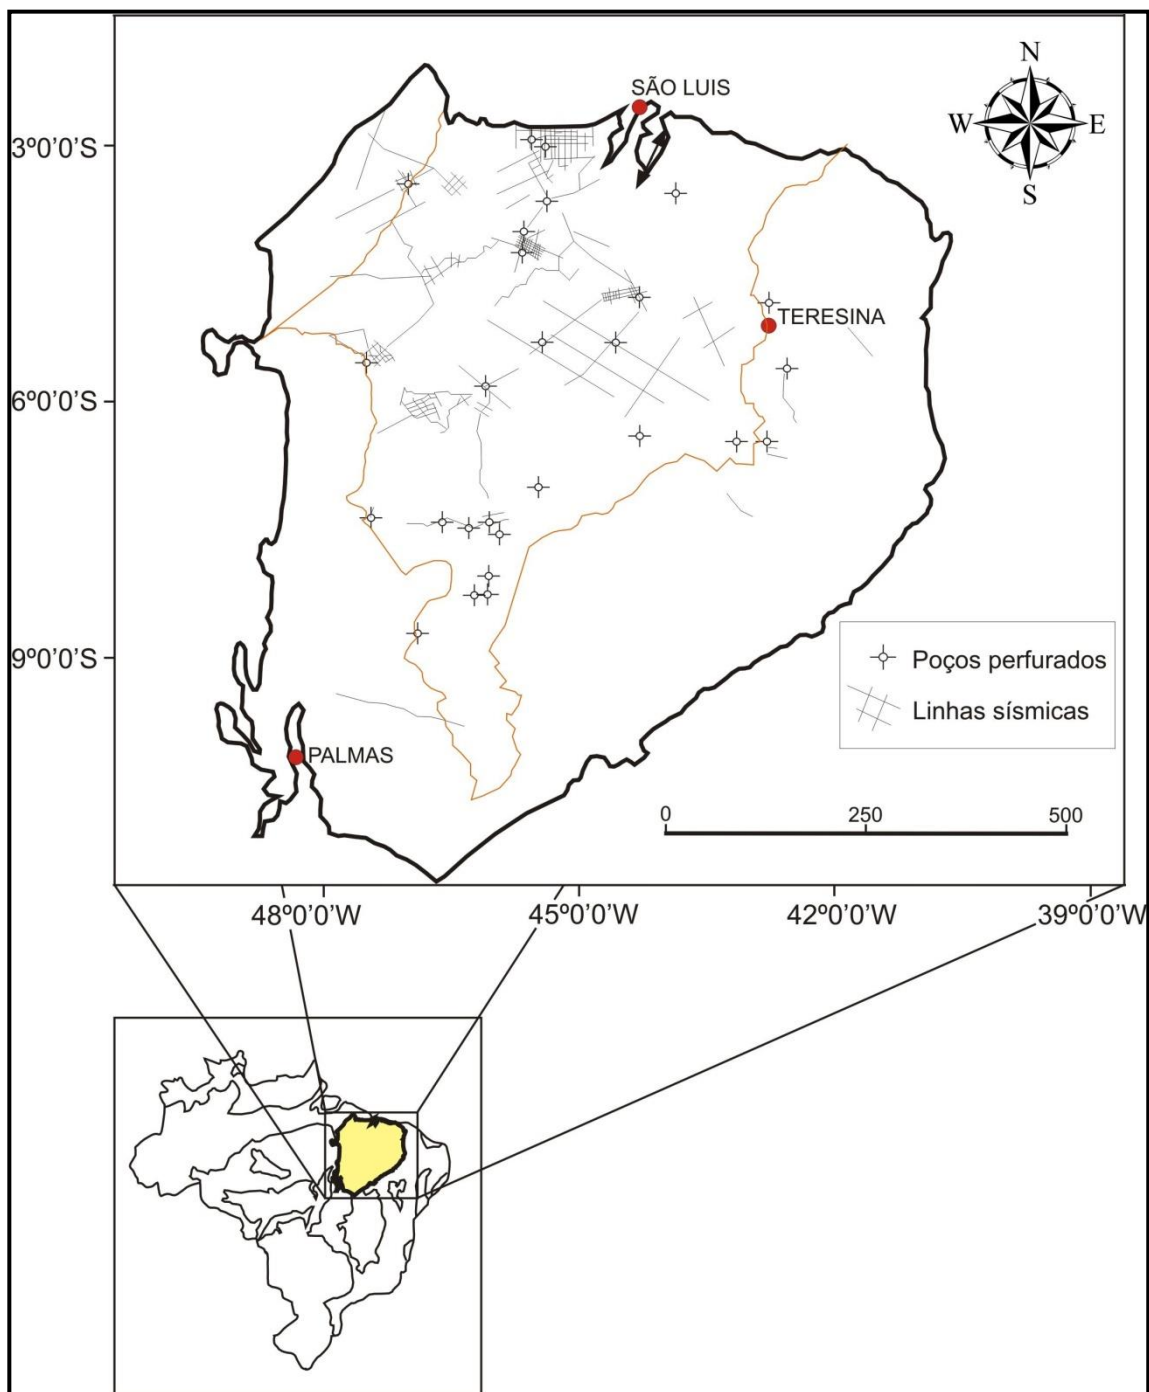 N
W E
S
SÃO LUIS
3º0'0'S
TERESINA
6º0'0'S
9º0'0'S
Poços perfurados
Linhas sísmicas
PALMAS
0 250 500
48º0'0'W 45º0'0'W 42º0'0'W 39º0'0'W